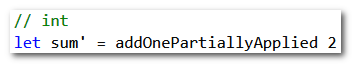 // int
let sum' = addOnePartiallyApplied 2